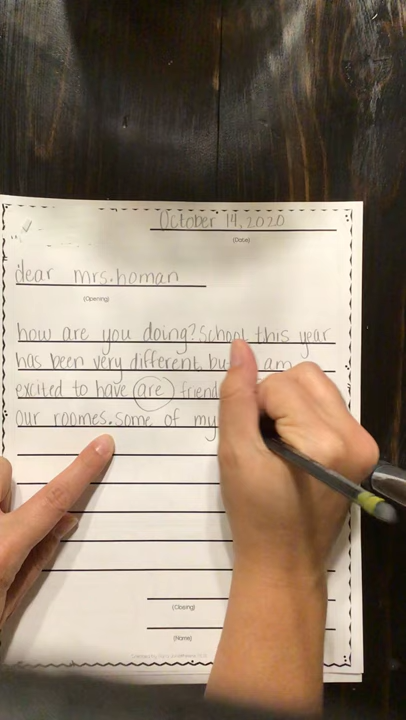 October 14, 2020
(Date)
dear mrs. homan
(Opening)
how are you doing? School this year
has been very different, but am
excited to have are friend
our roomes. some of my
(Closing)
(Name)